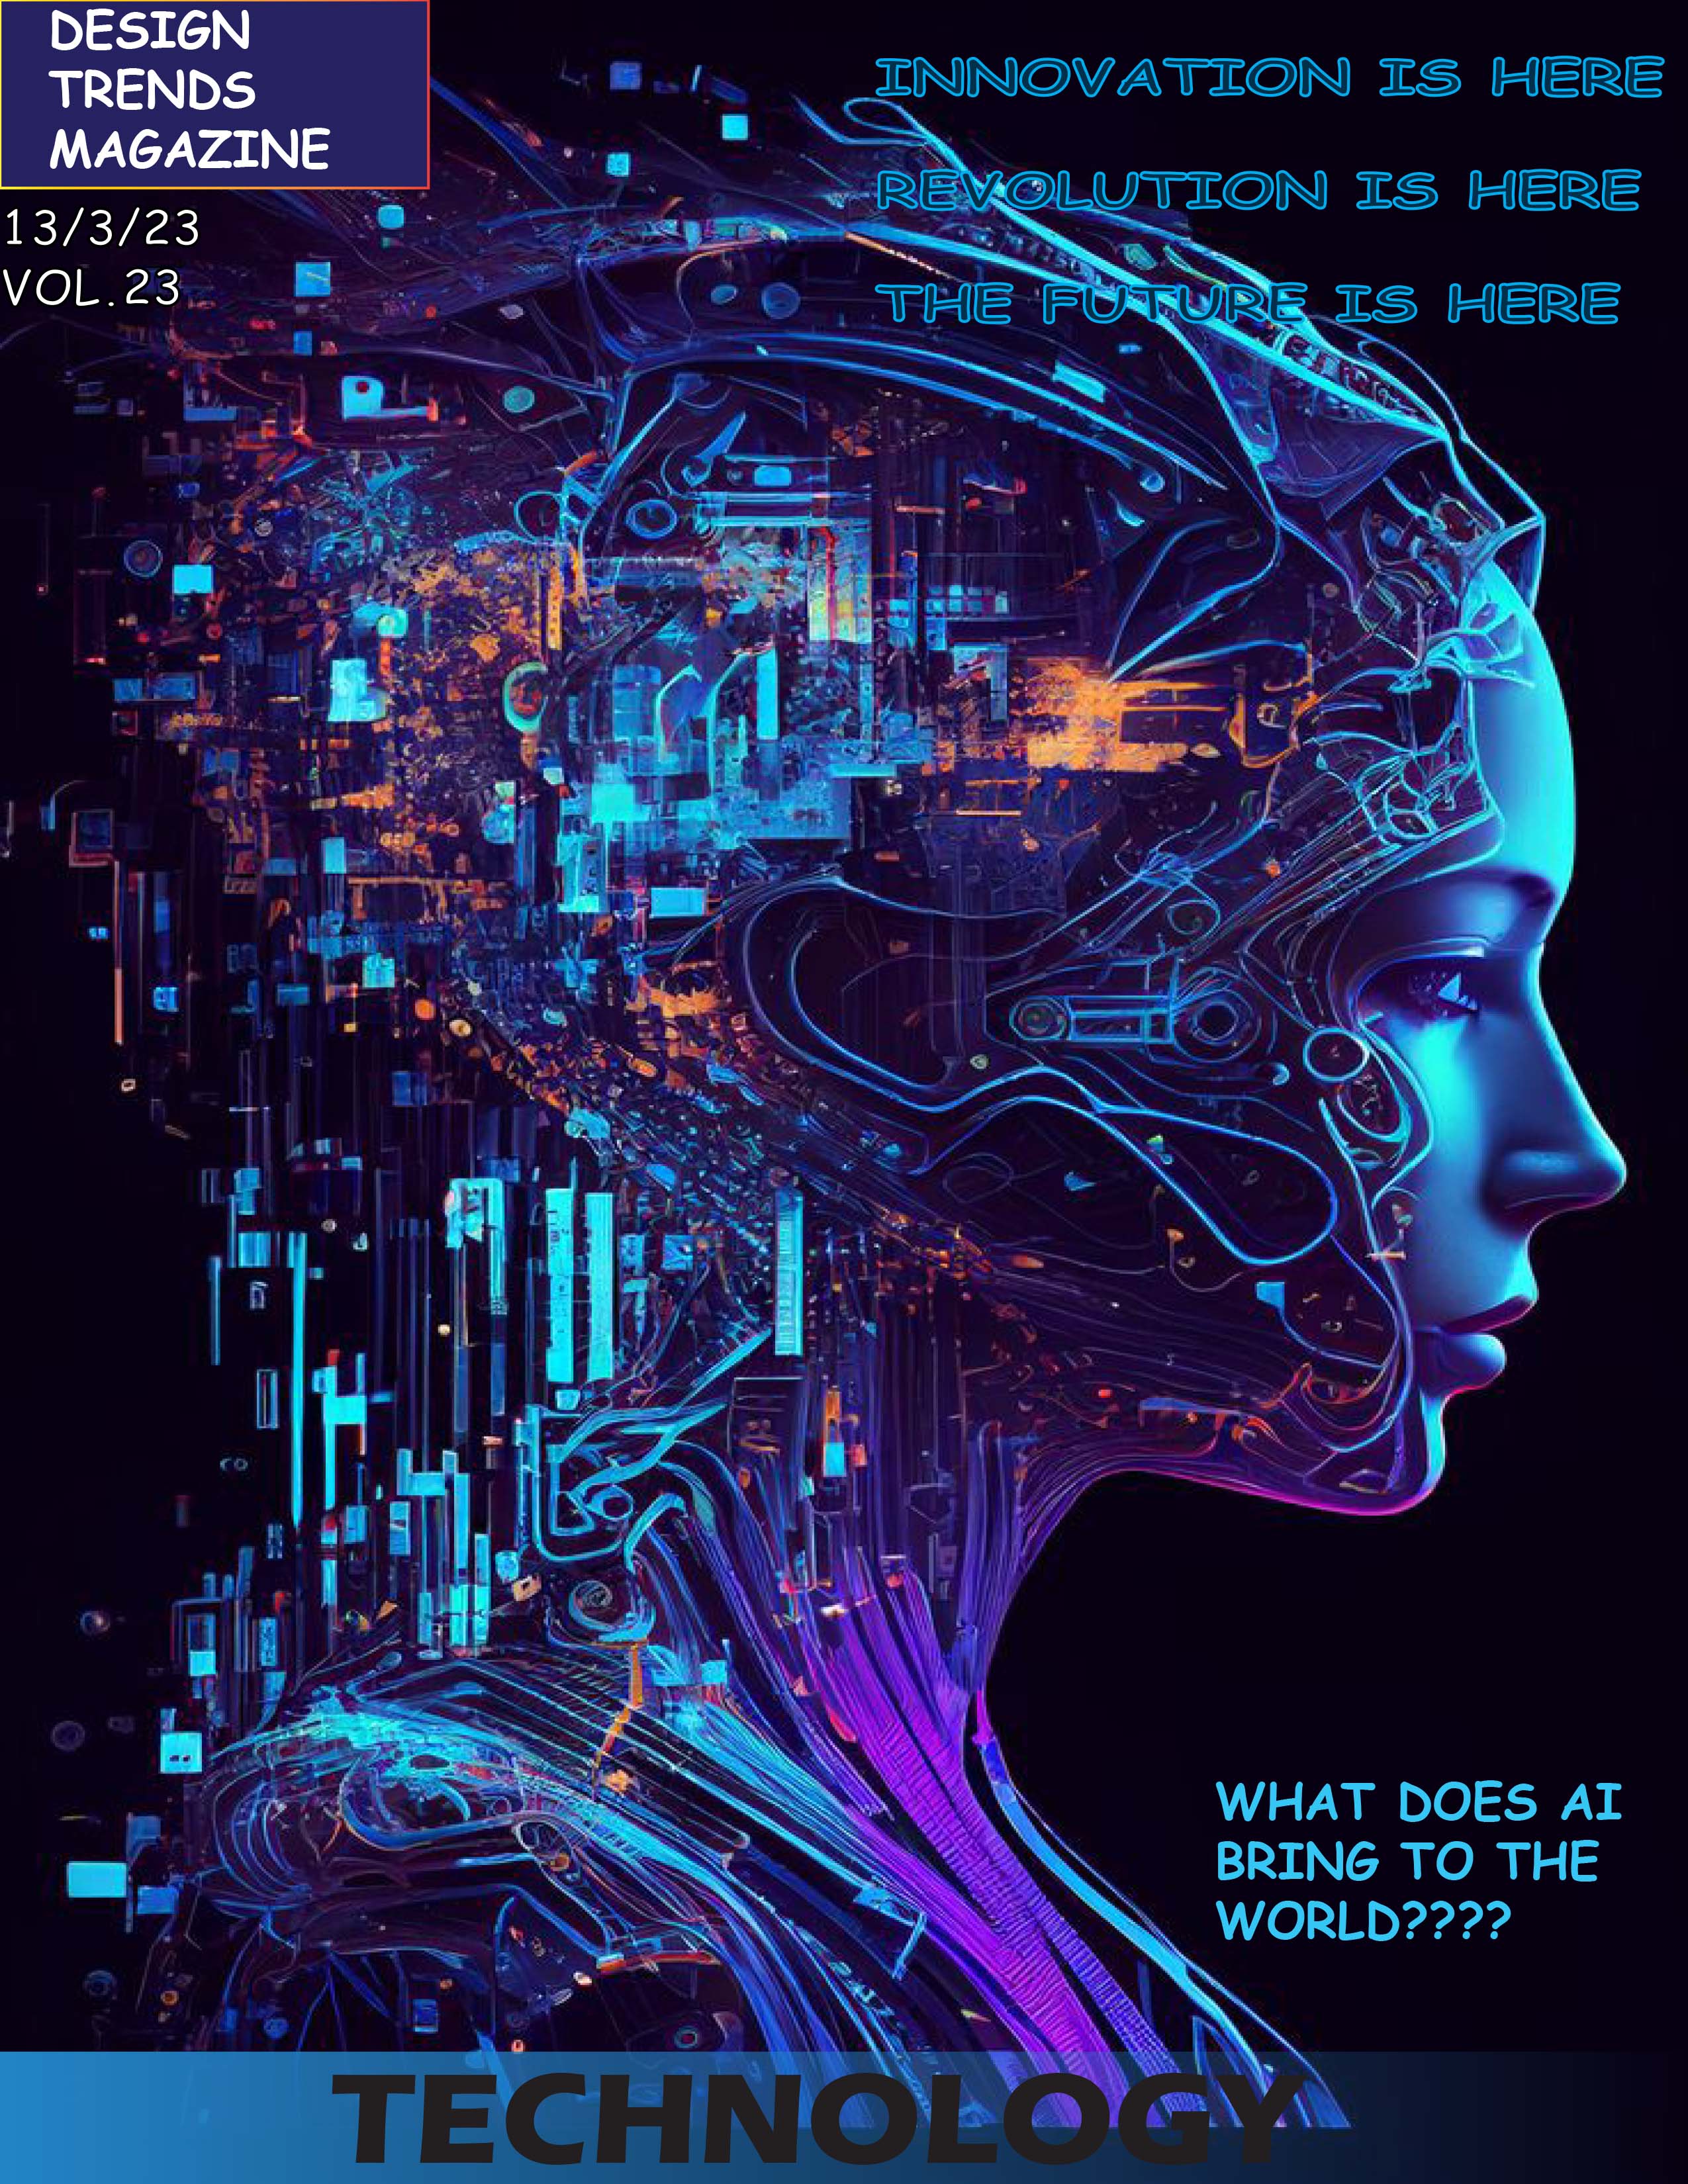 DESIGN
TRENDS
MAGAZINE
13/3/23
VOL.23
INNOVATION IS HERE
REVOLUTION IS HERE
THE FUTURE IS HERE
WHAT DOES AI
BRING TO THE
WORLD????
TECHNOLOGY